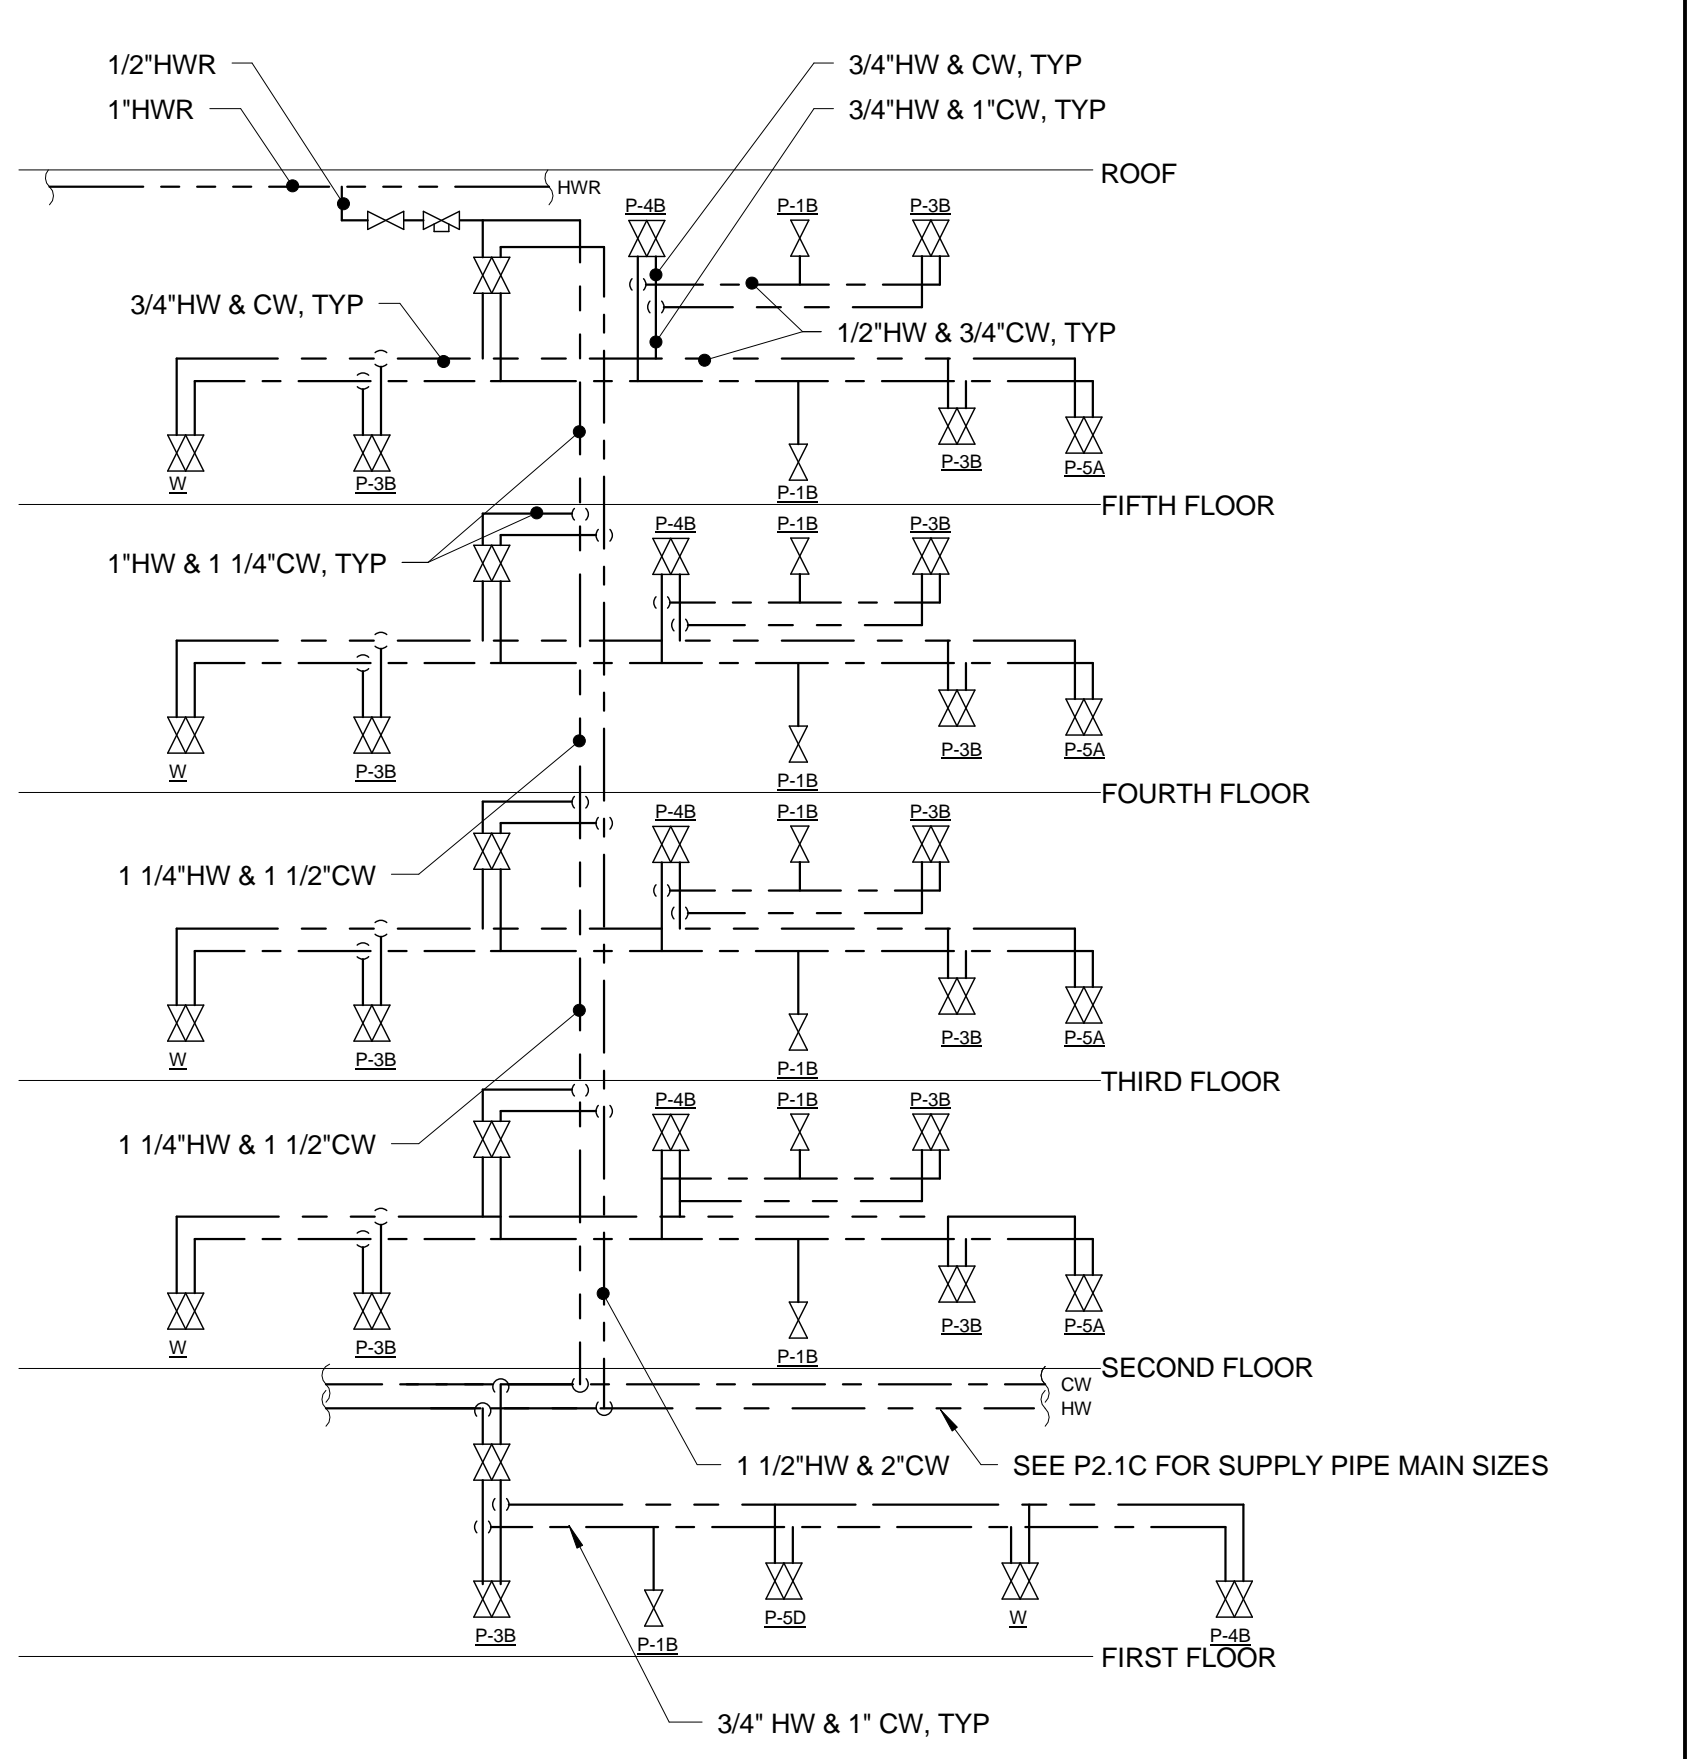 1/2"HWR
3/4"HW & CW, TYP
1"HWR
3/4"HW & 1"CW, TYP
ROOF
HWR
P-4B
P-1B
P-3B
3/4"HW & CW, TYP
1/2"HW & 3/4"CW, TYP
W
P-3B
P-1B
P-3B
P-5A
FIFTH FLOOR
P-4B
P-1B
P-3B
1"HW & 1 1/4"CW, TYP
W
P-3B
P-1B
P-3B
P-5A
FOURTH FLOOR
P-4B
P-1B
P-3B
1 1/4"HW & 1 1/2"CW
W
P-3B
P-1B
P-3B
P-5A
THIRD FLOOR
P-4B
P-1B
P-3B
1 1/4"HW & 1 1/2"CW
W
P-3B
P-1B
P-3B
P-5A
SECOND FLOOR
CW
HW
1 1/2"HW & 2"CW
SEE P2.1C FOR SUPPLY PIPE MAIN SIZES
P-3B
P-1B
P-5D
W
P-4B
FIRST FLOOR
3/4" HW & 1" CW, TYP